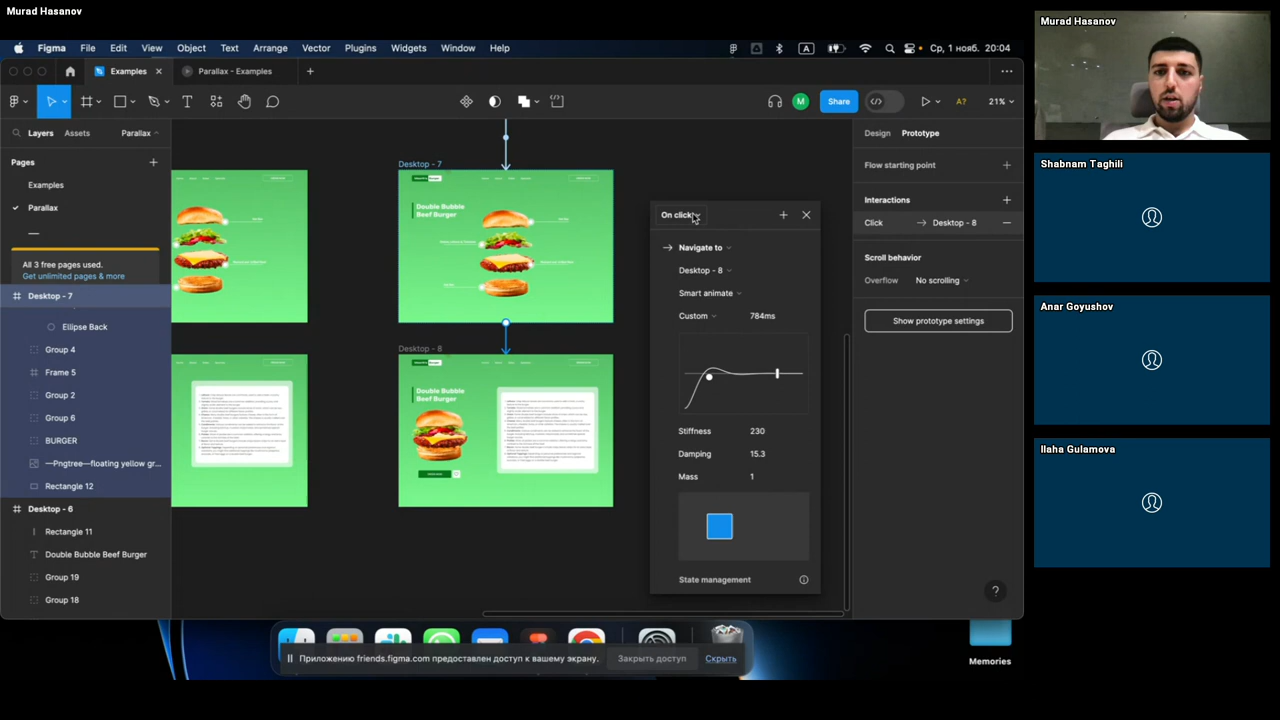 Murad Hasanov
Figma File Edit View Object Text Arrange Vector Plugins Widgets Window Help
A
Ср, 1 нояб. 20:04
Examples
Parallax - Examples
Share
M
A?
21%
Layers Assets Parallax
Pages
Examples
Parallax
All 3 free pages used.
Get unlimited pages & more
Desktop - 7
Ellipse Back
Group 4
Frame 5
Group 2
Group 6
BURGER
—Pngtree—floating yellow gr...
Rectangle 12
Desktop - 6
Rectangle 11
Double Bubble Beef Burger
Group 19
Group 18
Desktop - 7
Double Bubble
Beef Burger
Desktop - 8
Double Bubble
Beef Burger
On click
Navigate to
Desktop - 8
Smart animate
Custom 784ms
Stiffness 230
Damping 15.3
Mass 1
State management
Design Prototype
Flow starting point
Interactions
Click Desktop - 8
Scroll behavior
Overflow No scrolling
Show prototype settings
?
Приложению friends.figma.com предоставлен доступ к вашему экрану.
Закрыть доступ
Скрыть
Memories
Murad Hasanov
Shabnam Taghili
Anar Goyushov
Ilaha Gulamova